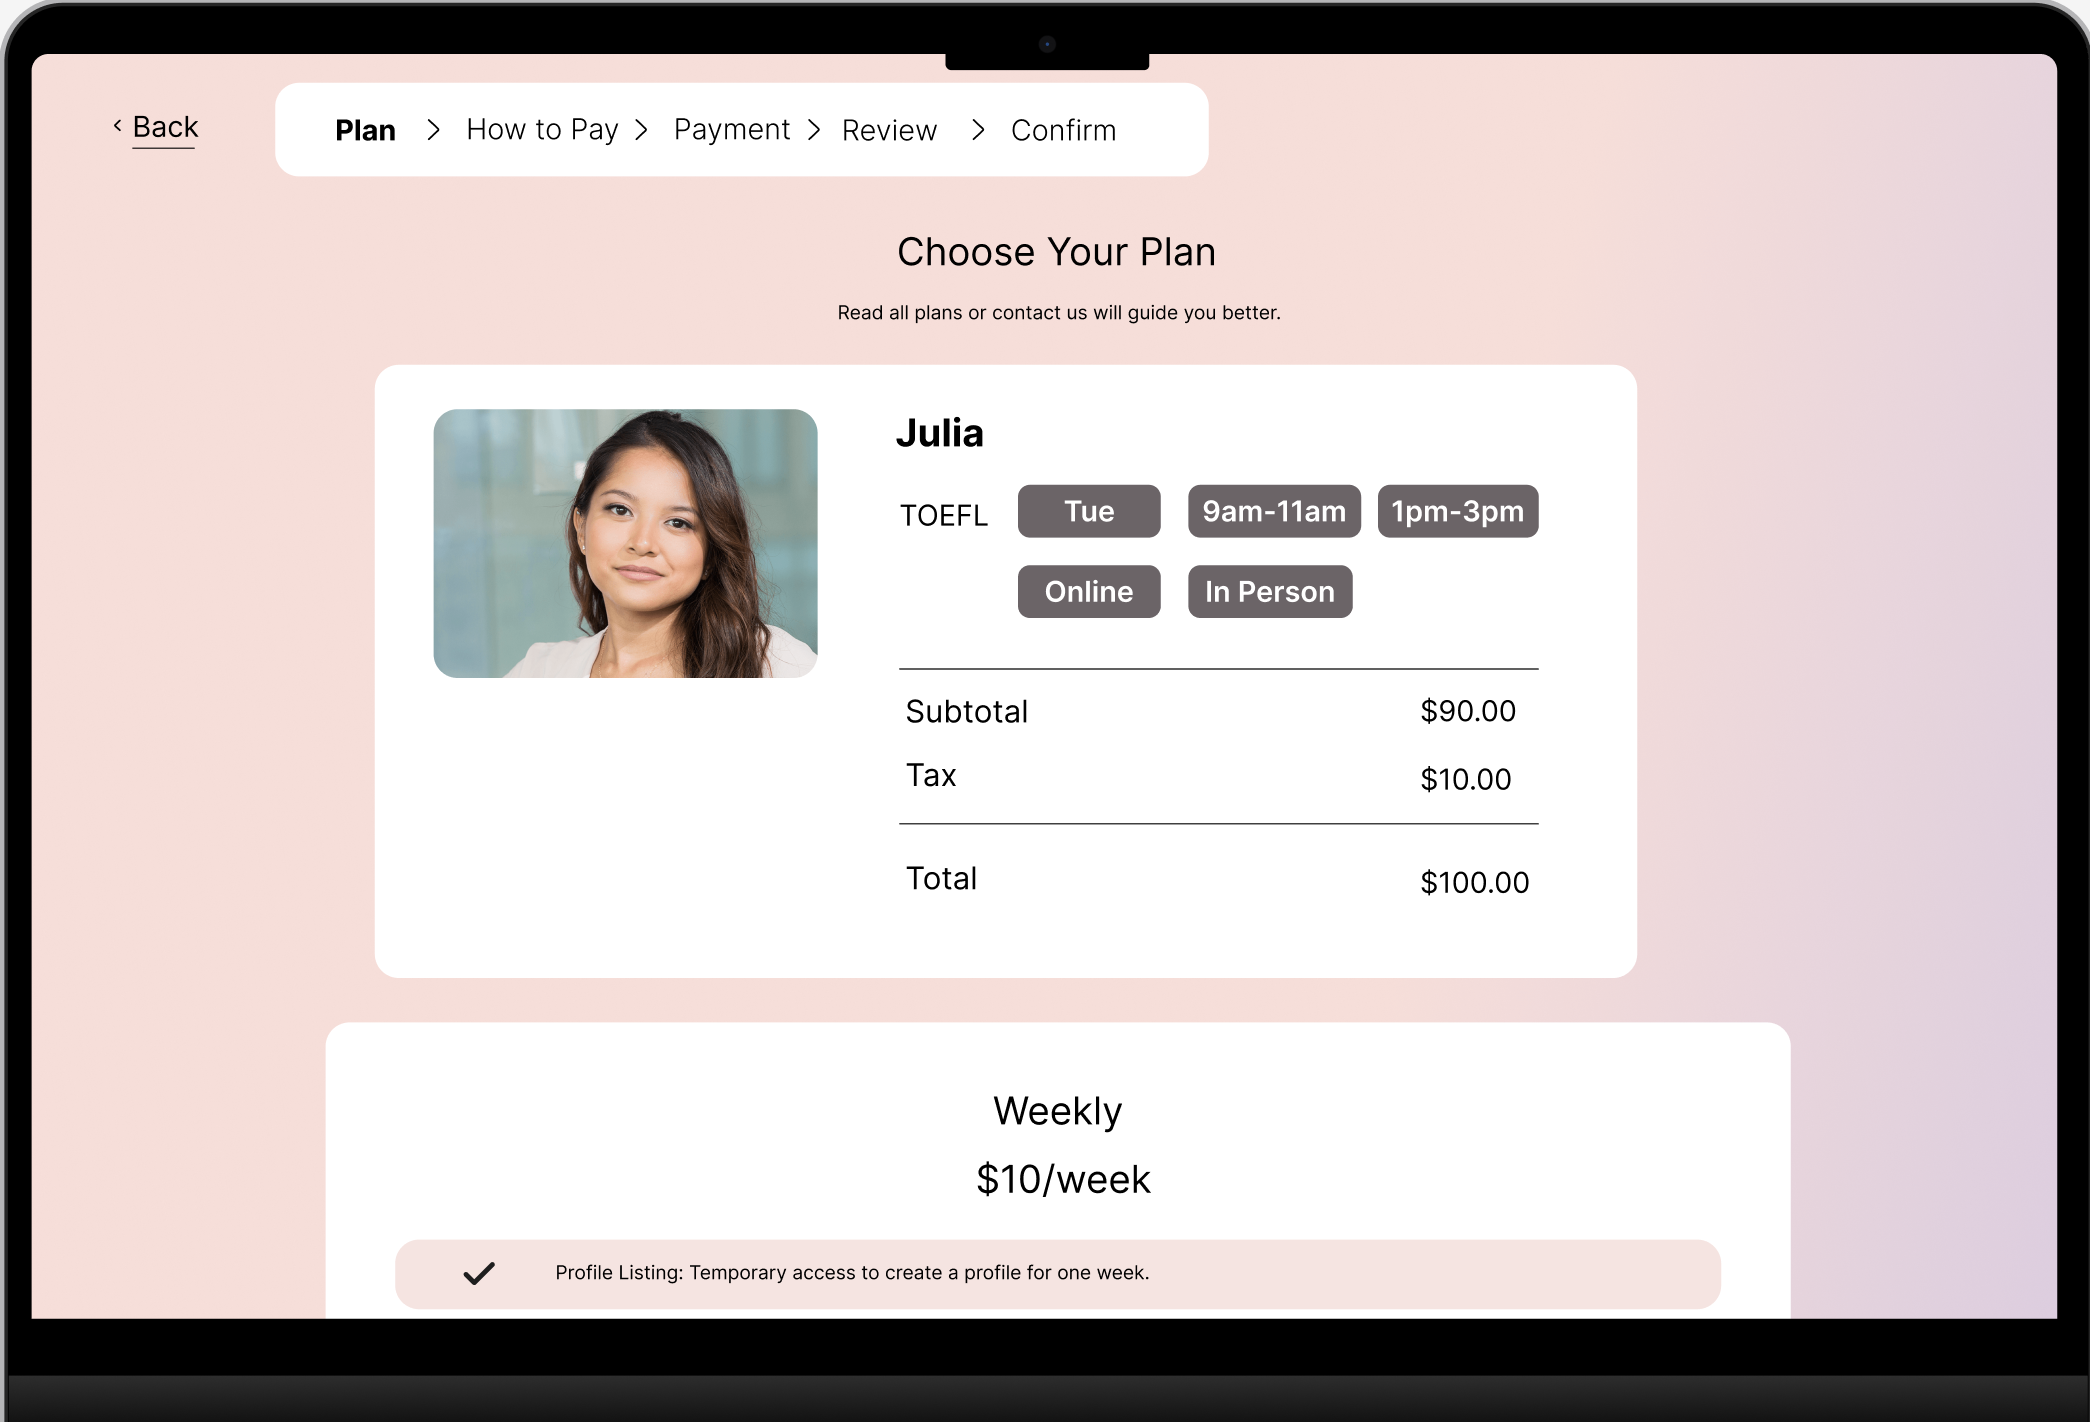 Back
Plan > How to Pay > Payment > Review > Confirm
Choose Your Plan
Read all plans or contact us will guide you better.
Julia
TOEFL Tue 9am-11am 1pm-3pm
Online In Person
Subtotal $90.00
Tax $10.00
Total $100.00
Weekly
$10/week
Profile Listing: Temporary access to create a profile for one week.